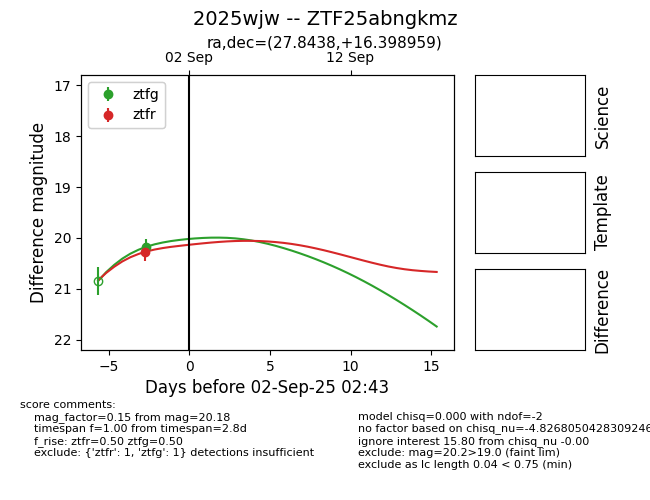 2025wjw -- ZTF25abngkmz
ra,dec=(27.8438,+16.398959)
02 Sep
12 Sep
ztfg
ztfr
17
18
19
20
21
22
Difference magnitude
−5
0
5
10
15
Days before 02-Sep-25 02:43
Science
Template
Difference
score comments:
mag_factor=0.15 from mag=20.18
timespan f=1.00 from timespan=2.8d
f_rise: ztfr=0.50 ztfg=0.50
exclude: {'ztfr': 1, 'ztfg': 1} detections insufficient
model chisq=0.000 with ndof=-2
no factor based on chisq_nu=-4.8268050428309246
ignore interest 15.80 from chisq_nu -0.00
exclude: mag=20.2>19.0 (faint lim)
exclude as lc length 0.04 < 0.75 (min)